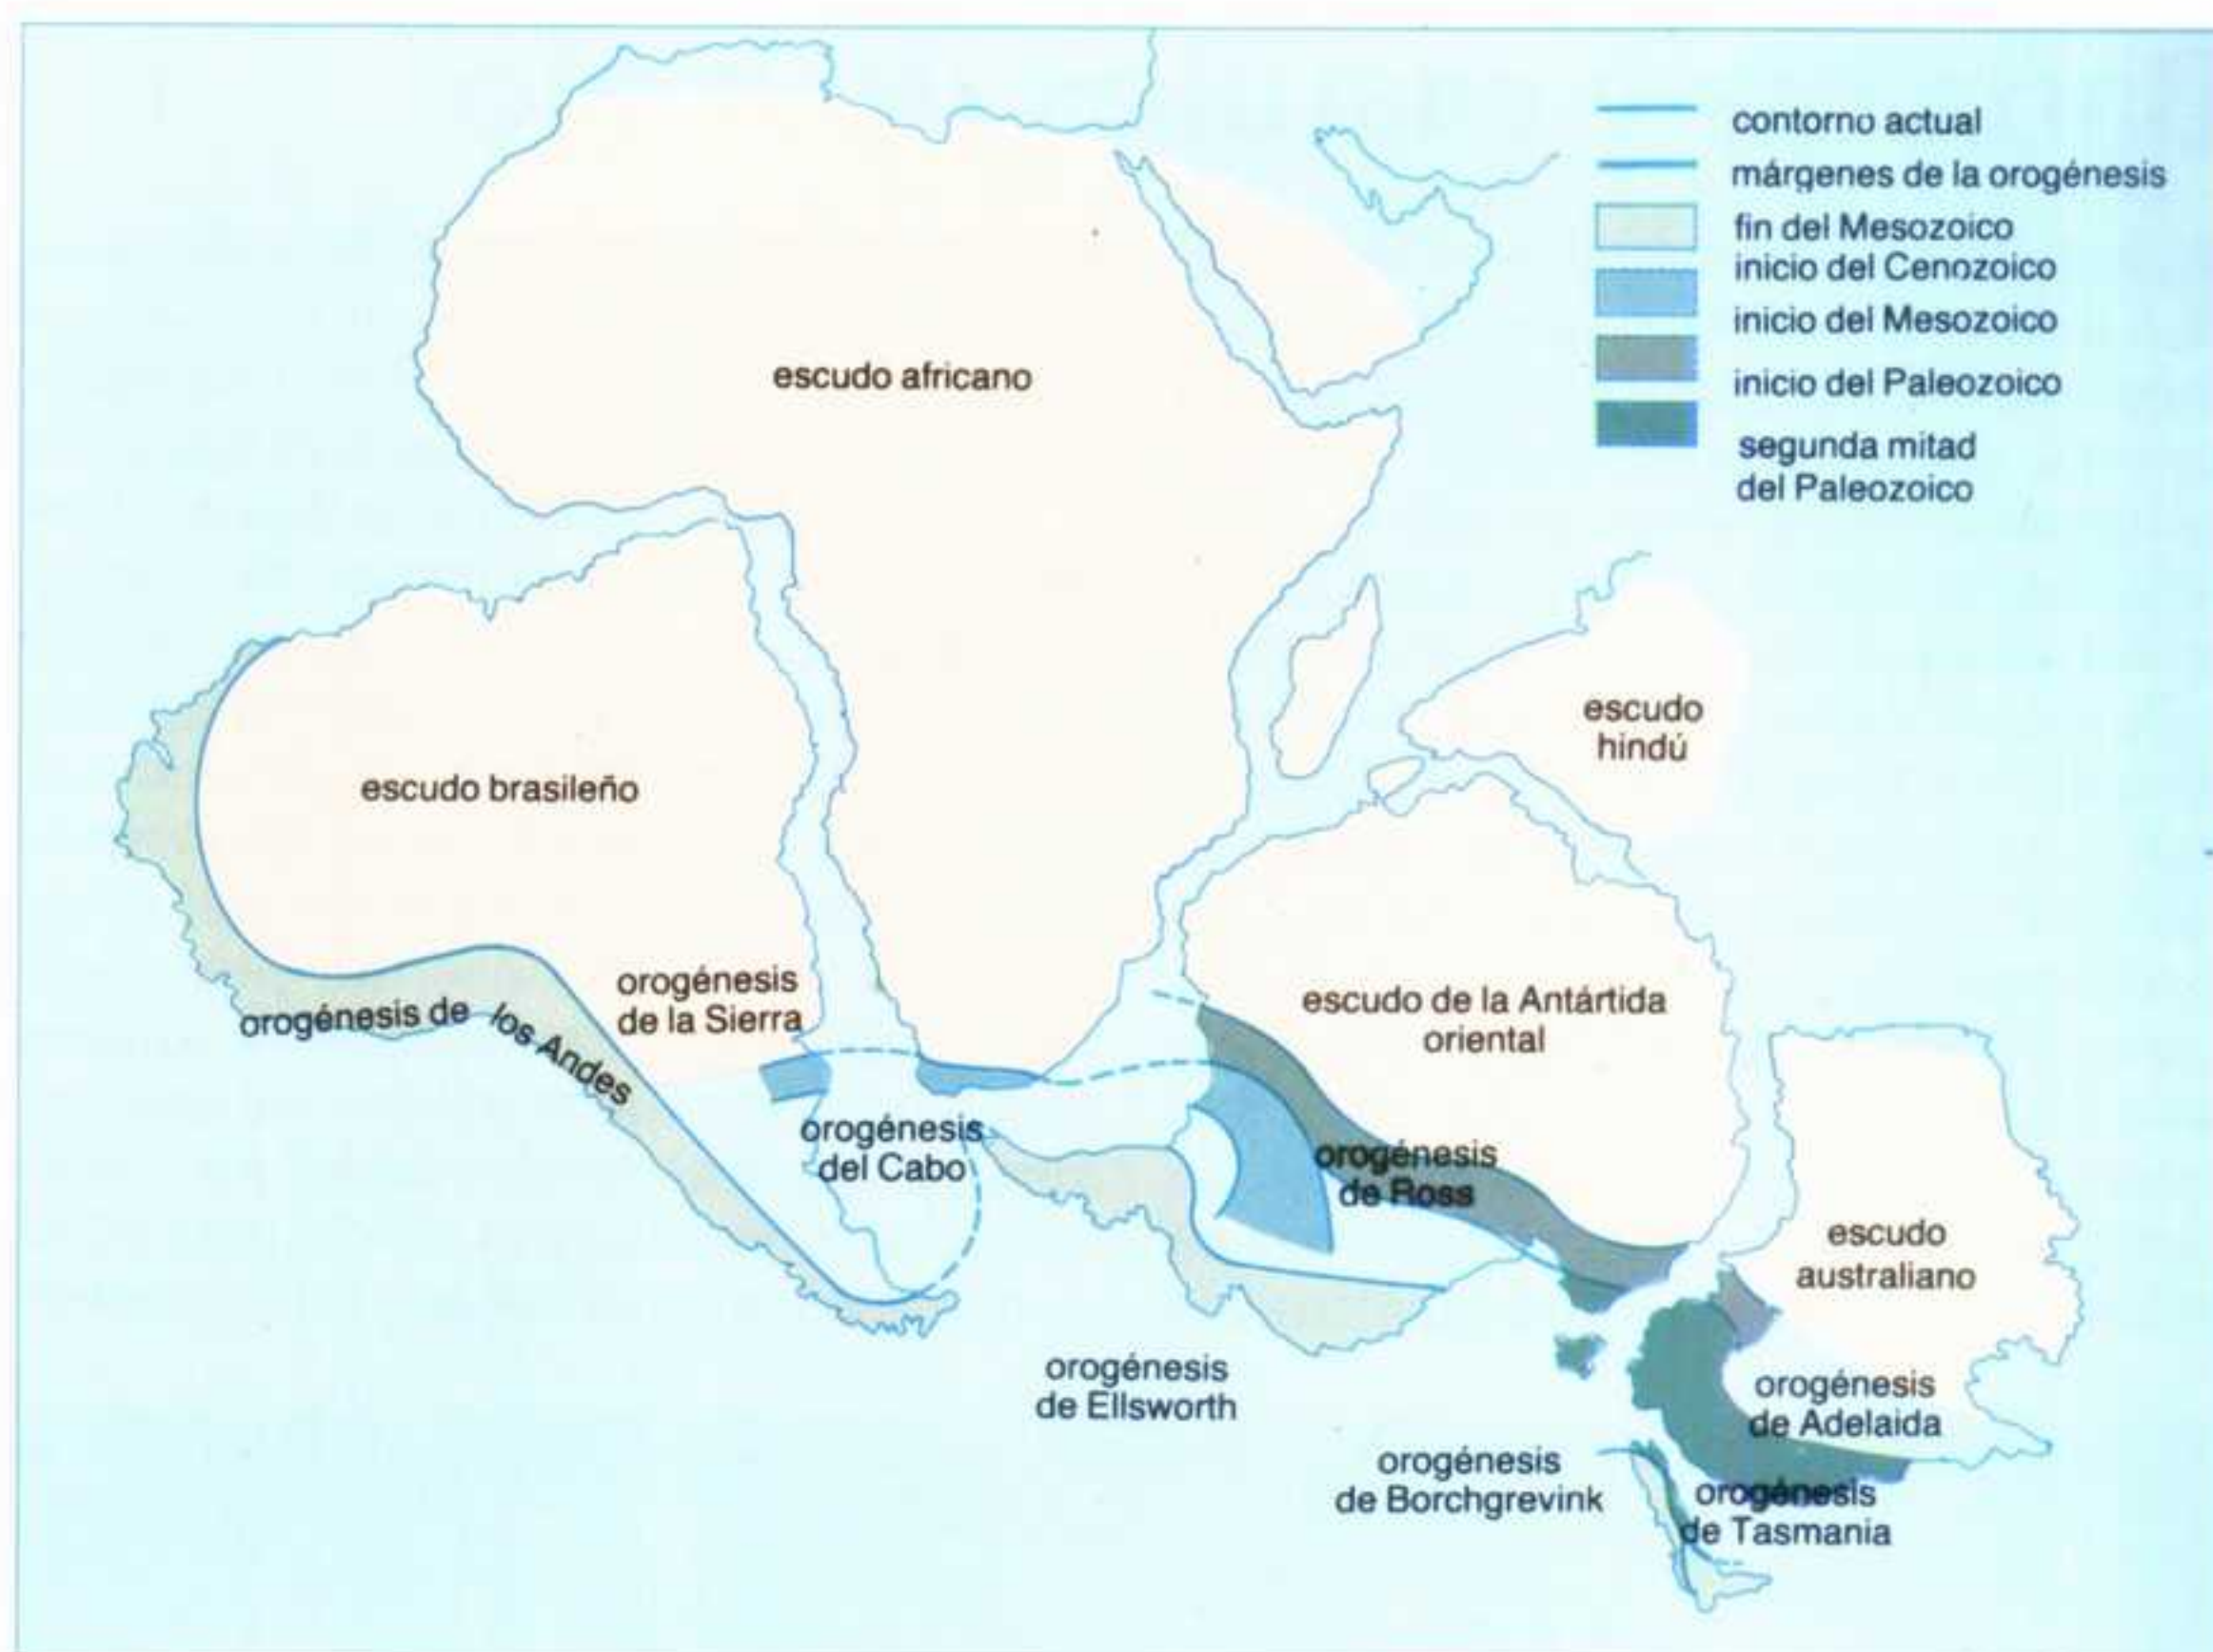 contorno actual
márgenes de la orogénesis
fin del Mesozoico
inicio del Cenozoico
inicio del Mesozoico
inicio del Paleozoico
segunda mitad
del Paleozoico
escudo africano
escudo
hindú
escudo brasileño
orogénesis
de la Sierra
escudo de la Antártida
oriental
orogénesis de los Andes
orogénesis
del Cabo
orogénesis
de Ross
escudo
australiano
orogénesis
de Ellsworth
orogénesis
de Adelaida
orogénesis
de Borchgrevink
orogénesis
de Tasmania